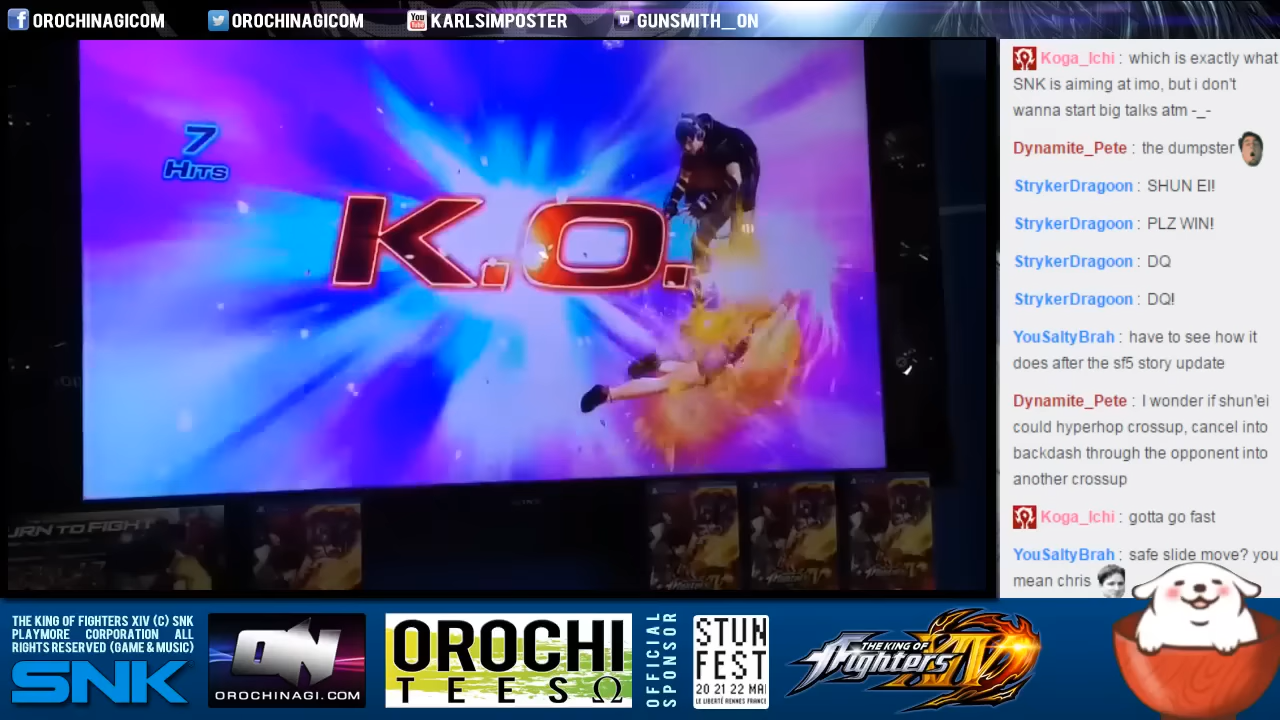 OROCHINAGICOM
OROCHINAGICOM
KARLSIMPOSTER
GUNSMITH__ON
7
HITS
K.O.
URN TO FIGHT
Koga_Ichi : which is exactly what
SNK is aiming at imo, but i don't
wanna start big talks atm -_-
Dynamite_Pete : the dumpster
StrykerDragoon : SHUN EI!
StrykerDragoon : PLZ WIN!
StrykerDragoon : DQ
StrykerDragoon : DQ!
YouSaltyBrah : have to see how it
does after the sf5 story update
Dynamite_Pete : I wonder if shun'ei
could hyperhop crossup, cancel into
backdash through the opponent into
another crossup
Koga_Ichi : gotta go fast
YouSaltyBrah : safe slide move? you
mean chris
THE KING OF FIGHTERS XIV (C) SNK
PLAYMORE CORPORATION ALL
RIGHTS RESERVED (GAME & MUSIC)
SNK
ON
OROCHINAGI.COM
OROCHI
TEES Ω
OFFICIAL
SPONSOR
STUN
FEST
20 21 22 MAI
LE LIBERTÉ RENNES FRANCE
THE KING OF
Fighters XIV